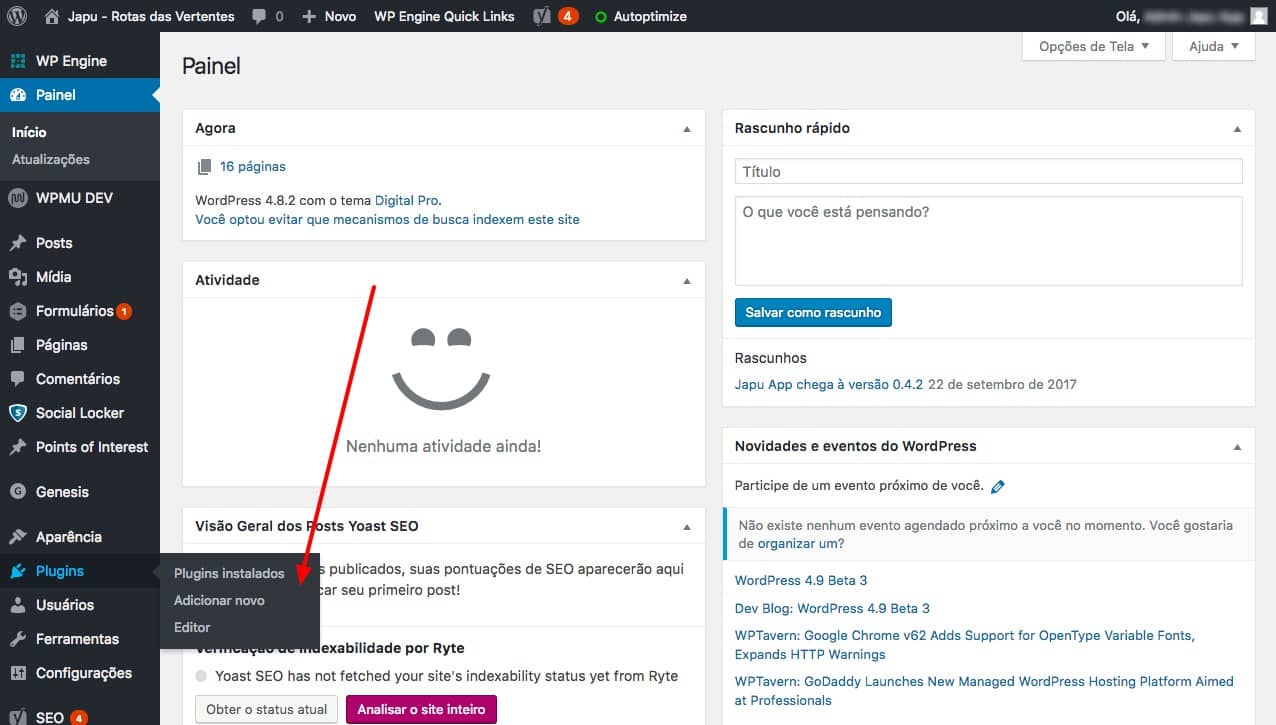 Japu - Rotas das Vertentes 0 Novo WP Engine Quick Links 4 Autoptimize Olá,
Opções de Tela Ajuda
WP Engine
Painel
Início
Atualizações
WPMU DEV
Posts
Mídia
Formulários 1
Páginas
Comentários
Social Locker
Points of Interest
Genesis
Aparência
Plugins
Usuários
Ferramentas
Configurações
SEO 4
Plugins instalados
Adicionar novo
Editor
Painel
Agora
16 páginas
WordPress 4.8.2 com o tema Digital Pro.
Você optou evitar que mecanismos de busca indexem este site
Atividade
Nenhuma atividade ainda!
Visão Geral dos Posts Yoast SEO
s publicados, suas pontuações de SEO aparecerão aqui
car seu primeiro post!
Verificação de Indexabilidade por Ryte
Yoast SEO has not fetched your site's indexability status yet from Ryte
Obter o status atual Analisar o site inteiro
Rascunho rápido
Título
O que você está pensando?
Salvar como rascunho
Rascunhos
Japu App chega à versão 0.4.2 22 de setembro de 2017
Novidades e eventos do WordPress
Participe de um evento próximo de você.
Não existe nenhum evento agendado próximo a você no momento. Você gostaria
de organizar um?
WordPress 4.9 Beta 3
Dev Blog: WordPress 4.9 Beta 3
WPTavern: Google Chrome v62 Adds Support for OpenType Variable Fonts,
Expands HTTP Warnings
WPTavern: GoDaddy Launches New Managed WordPress Hosting Platform Aimed
at Professionals